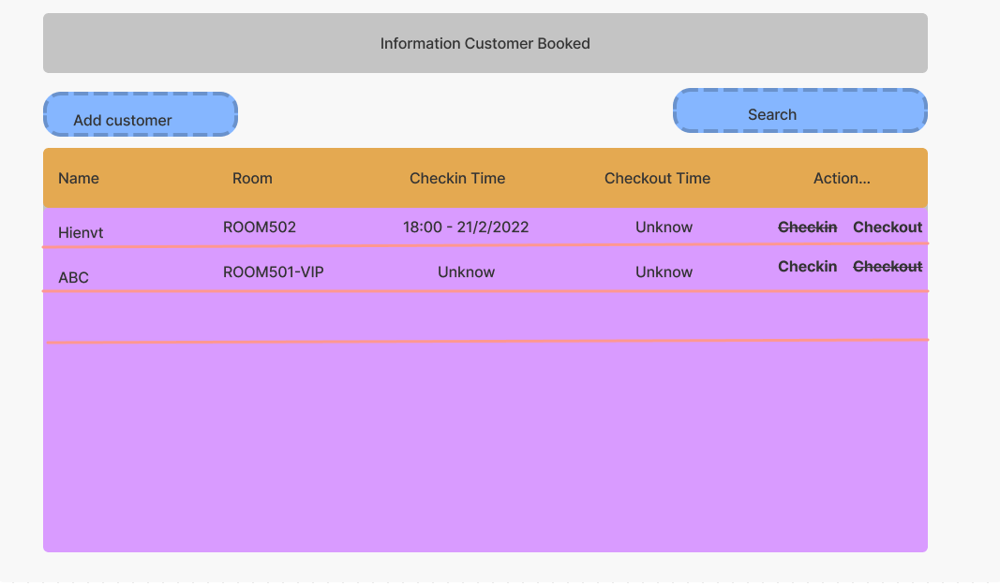 Information Customer Booked
Add customer
Search
Name Room Checkin Time Checkout Time Action...
Hienvt ROOM502 18:00 - 21/2/2022 Unknow Checkin Checkout
ABC ROOM501-VIP Unknow Unknow Checkin Checkout